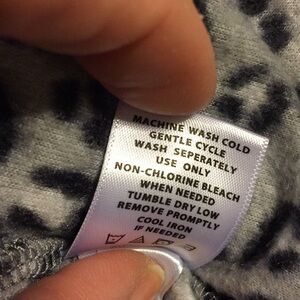 MACHINE WASH COLD
GENTLE CYCLE
WASH SEPERATELY
USE ONLY
NON-CHLORINE BLEACH
WHEN NEEDED
TUMBLE DRY LOW
REMOVE PROMPTLY
COOL IRON
IF NEEDED